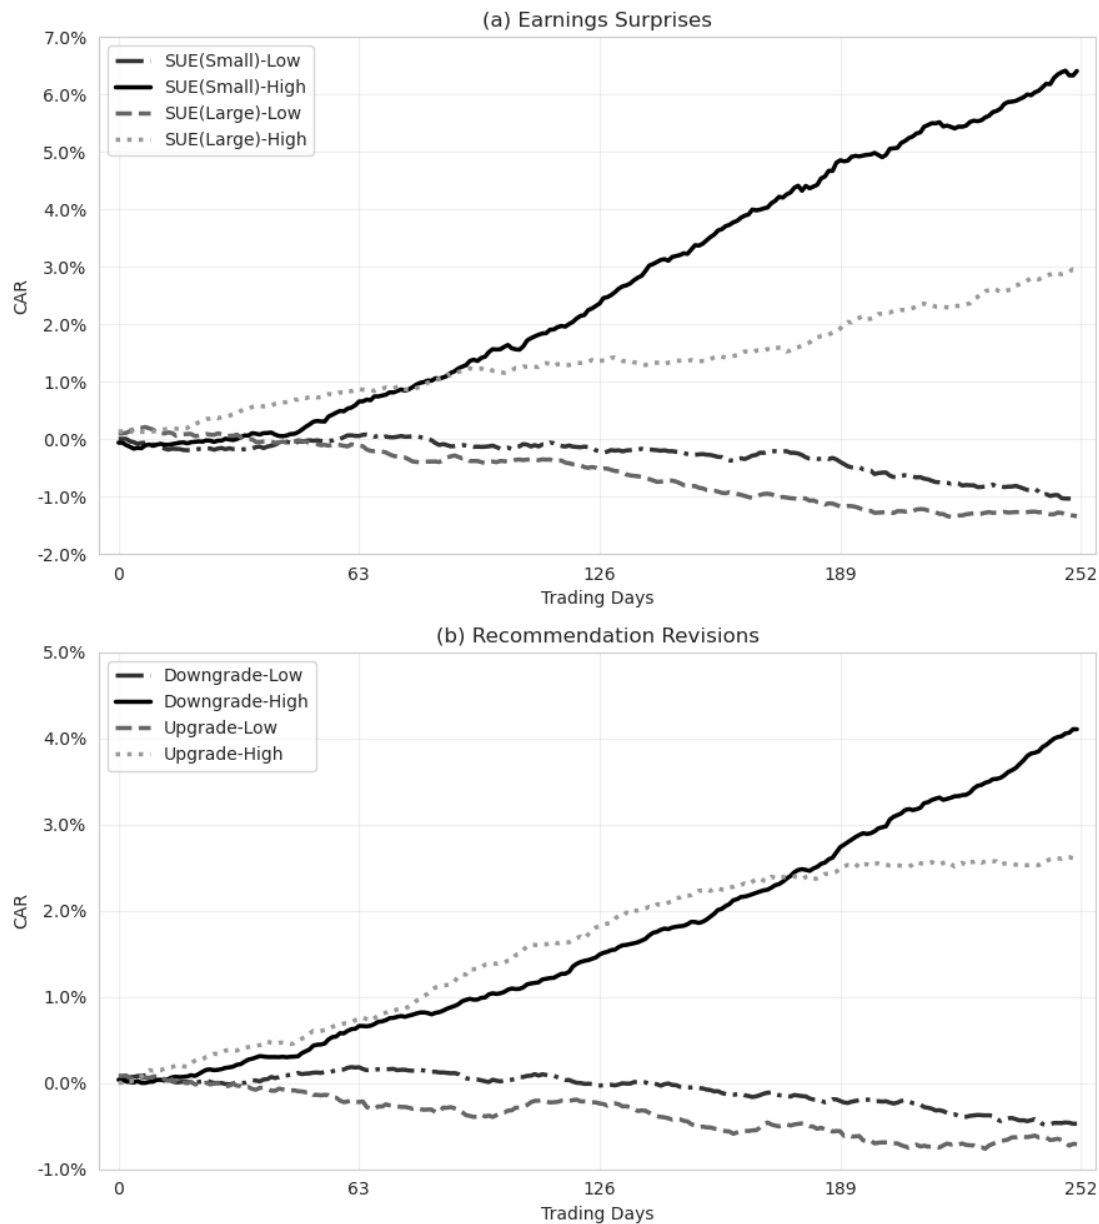 (a) Earnings Surprises
7.0%
6.0%
5.0%
4.0%
3.0%
2.0%
1.0%
0.0%
-1.0%
-2.0%
CAR
SUE(Small)-Low
SUE(Small)-High
SUE(Large)-Low
SUE(Large)-High
0 63 126 189 252
Trading Days
(b) Recommendation Revisions
5.0%
4.0%
3.0%
2.0%
1.0%
0.0%
-1.0%
CAR
Downgrade-Low
Downgrade-High
Upgrade-Low
Upgrade-High
0 63 126 189 252
Trading Days